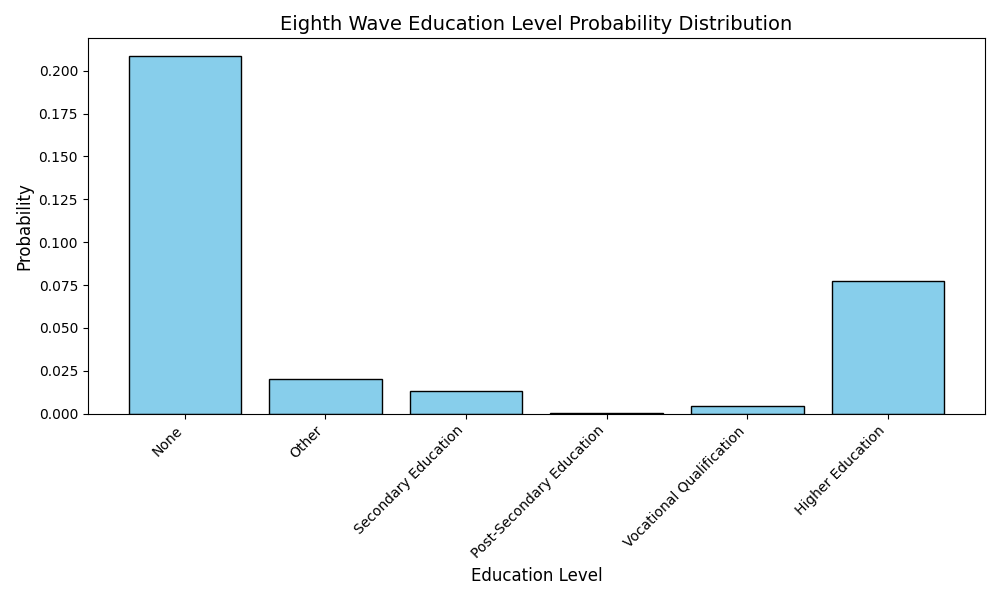 Eighth Wave Education Level Probability Distribution
Probability
0.200
0.175
0.150
0.125
0.100
0.075
0.050
0.025
0.000
None
Other
Secondary Education
Post-Secondary Education
Vocational Qualification
Higher Education
Education Level